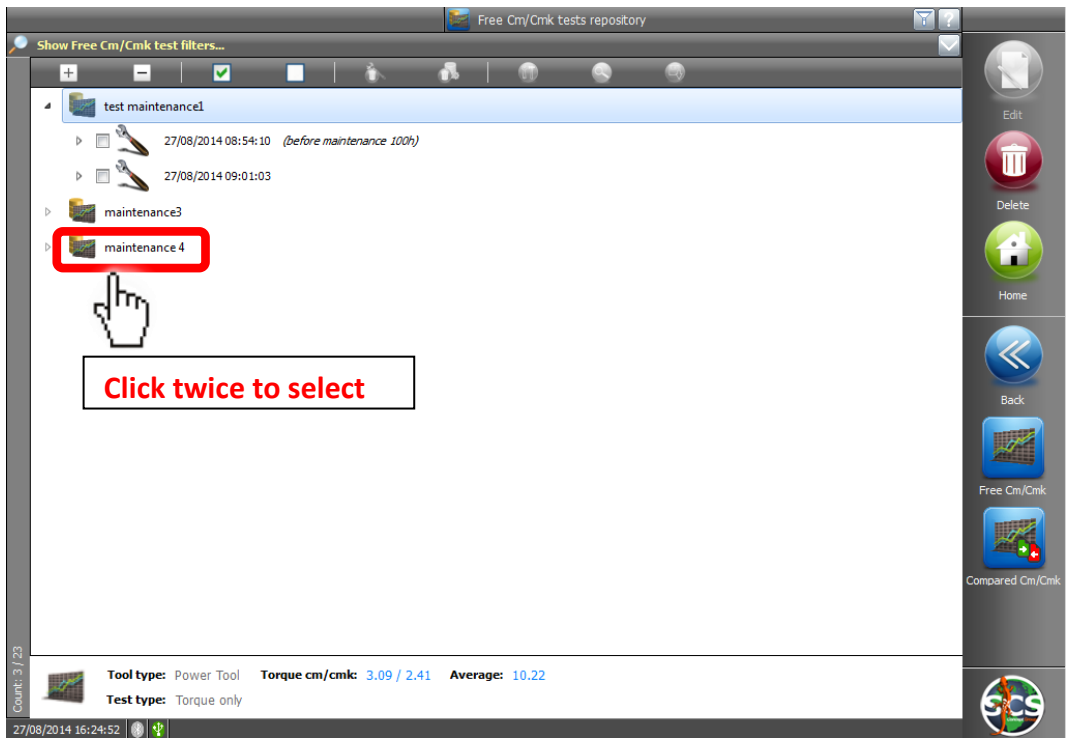 Free Cm/Cmk tests repository
?
Show Free Cm/Cmk test filters...
test maintenance1
27/08/2014 08:54:10 (before maintenance 100h)
27/08/2014 09:01:03
maintenance3
maintenance 4
Click twice to select
Edit
Delete
Home
Back
Free Cm/Cmk
Compared Cm/Cmk
Count: 3 / 23
Tool type: Power Tool Torque cm/cmk: 3.09 / 2.41 Average: 10.22
Test type: Torque only
27/08/2014 16:24:52
SCS